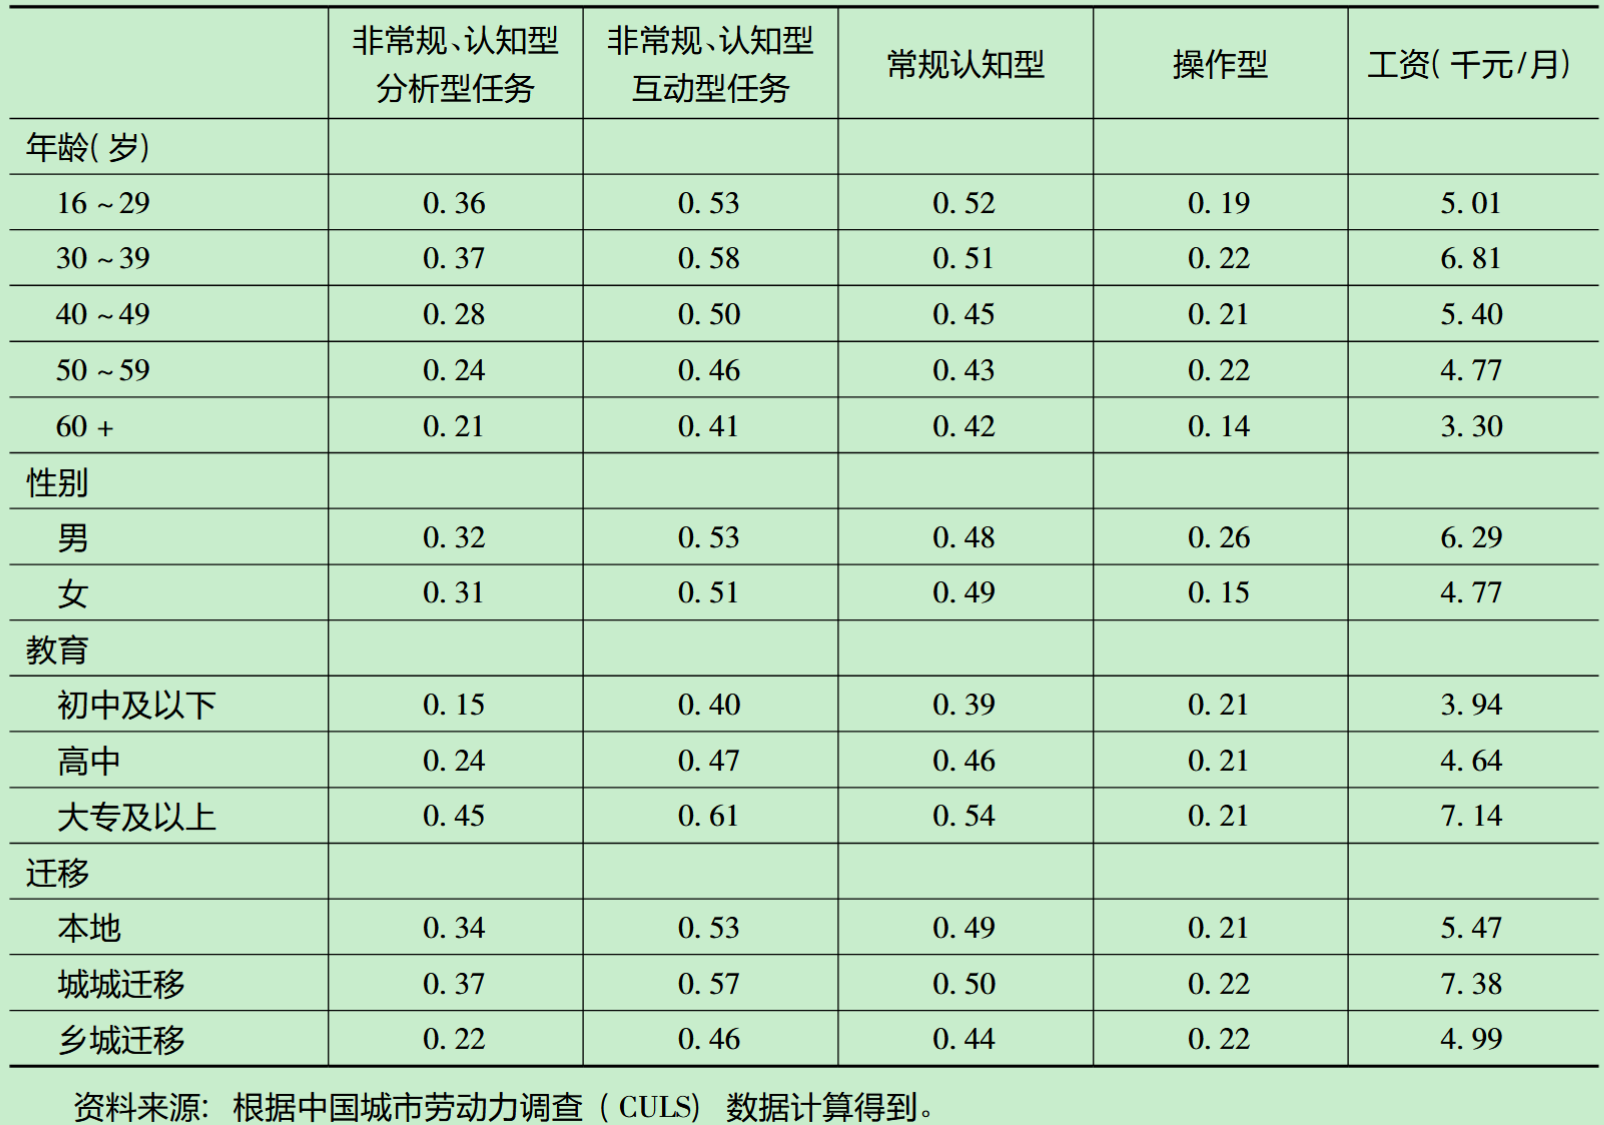 非常规、认知型分析型任务 非常规、认知型互动型任务 常规认知型 操作型 工资(千元/月)
年龄(岁)
16~29 0.36 0.53 0.52 0.19 5.01
30~39 0.37 0.58 0.51 0.22 6.81
40~49 0.28 0.50 0.45 0.21 5.40
50~59 0.24 0.46 0.43 0.22 4.77
60+ 0.21 0.41 0.42 0.14 3.30
性别
男 0.32 0.53 0.48 0.26 6.29
女 0.31 0.51 0.49 0.15 4.77
教育
初中及以下 0.15 0.40 0.39 0.21 3.94
高中 0.24 0.47 0.46 0.21 4.64
大专及以上 0.45 0.61 0.54 0.21 7.14
迁移
本地 0.34 0.53 0.49 0.21 5.47
城城迁移 0.37 0.57 0.50 0.22 7.38
乡城迁移 0.22 0.46 0.44 0.22 4.99
资料来源: 根据中国城市劳动力调查(CULS)数据计算得到。